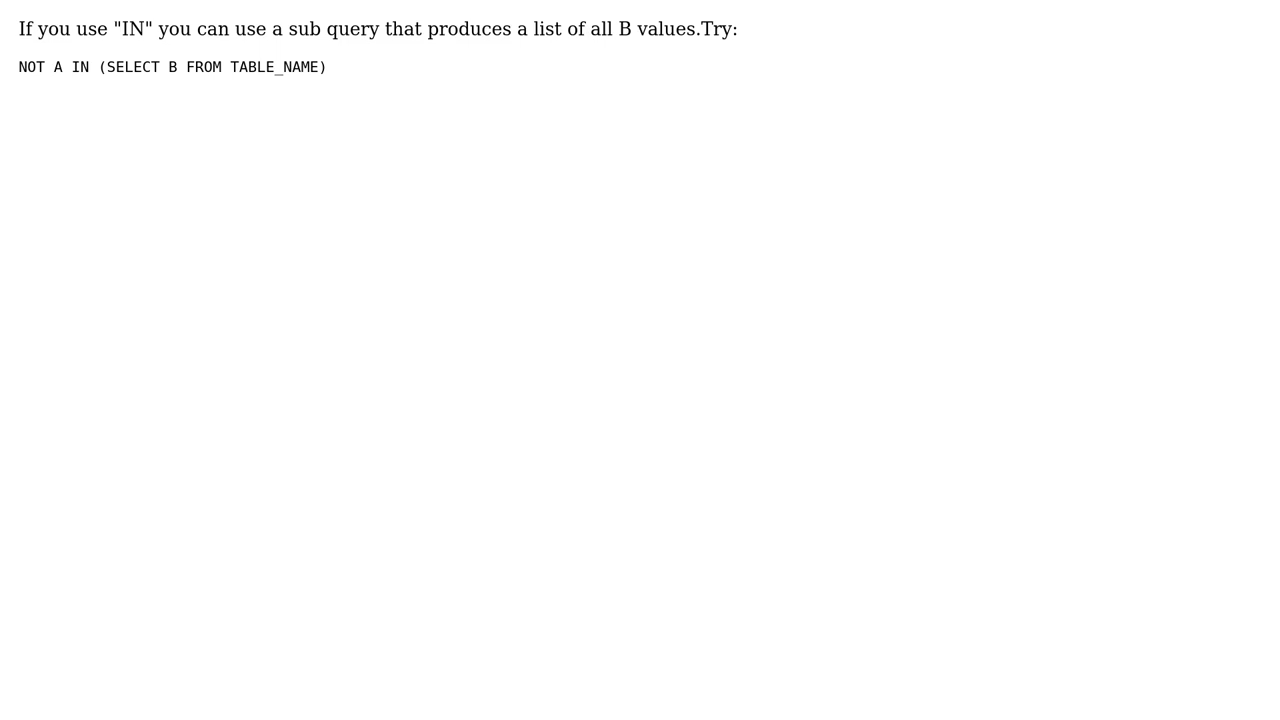 If you use "IN" you can use a sub query that produces a list of all B values.Try:
NOT A IN (SELECT B FROM TABLE_NAME)